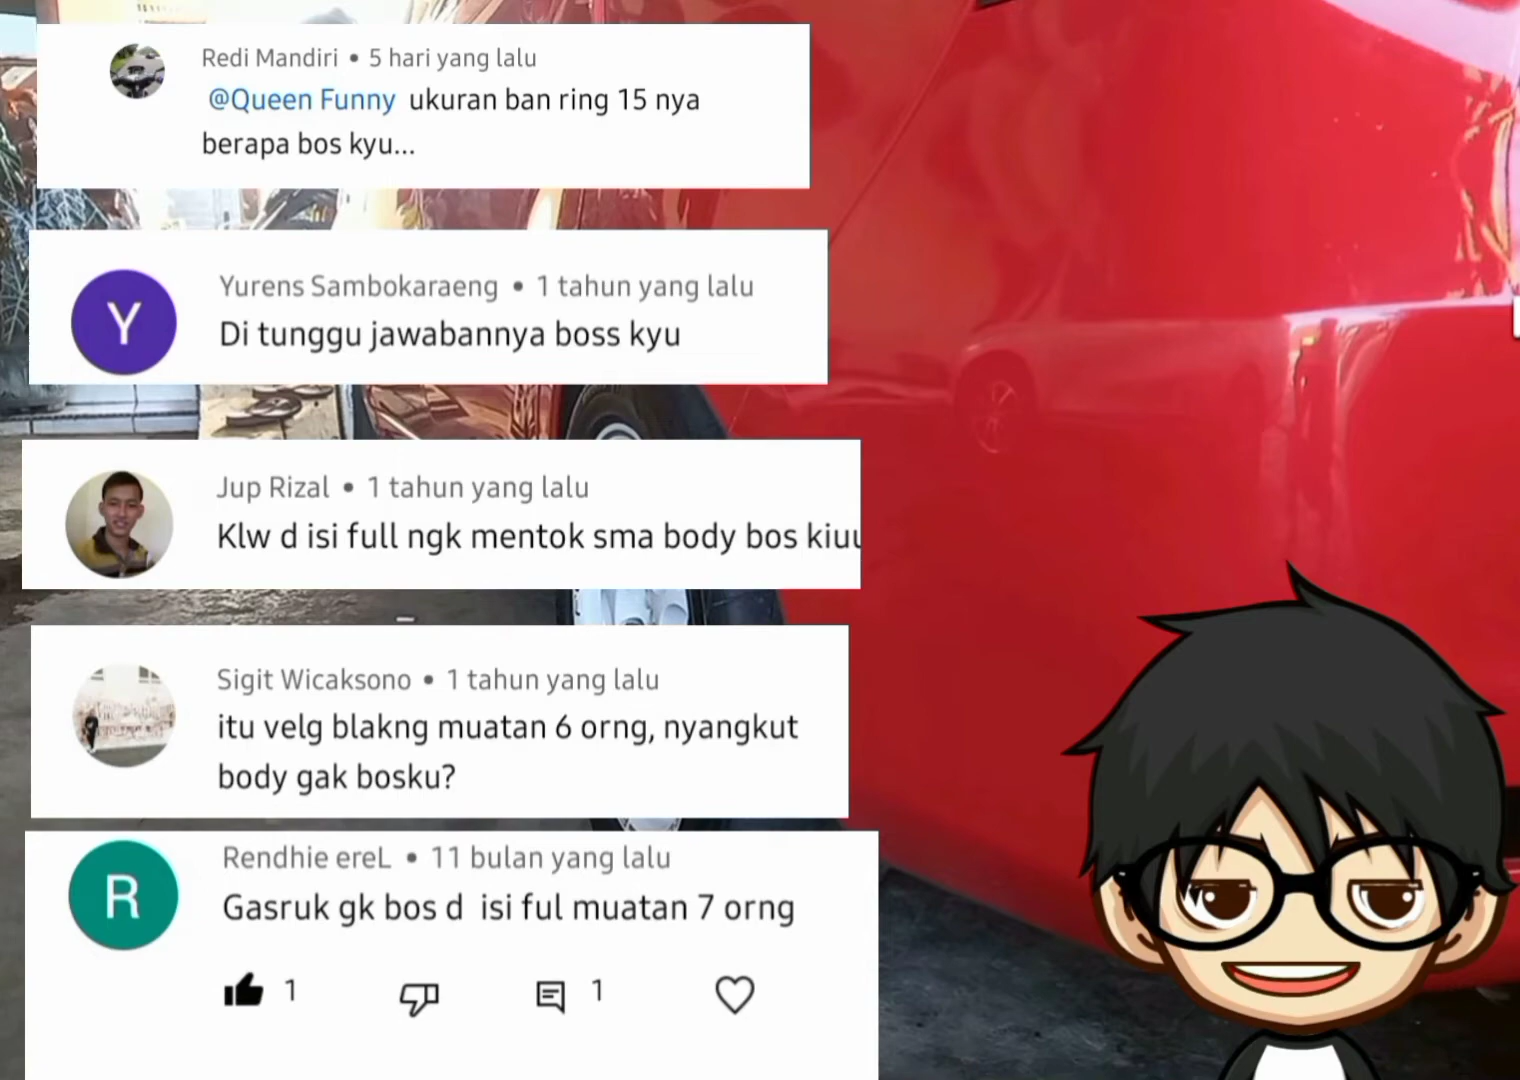 Redi Mandiri • 5 hari yang lalu
@Queen Funny ukuran ban ring 15 nya
berapa bos kyu...
Y
Yurens Sambokaraeng • 1 tahun yang lalu
Di tunggu jawabannya boss kyu
Jup Rizal • 1 tahun yang lalu
Klw d isi full ngk mentok sma body bos kiuu
Sigit Wicaksono • 1 tahun yang lalu
itu velg blakng muatan 6 orng, nyangkut
body gak bosku?
R
Rendhie ereL • 11 bulan yang lalu
Gasruk gk bos d isi ful muatan 7 orng
1 1